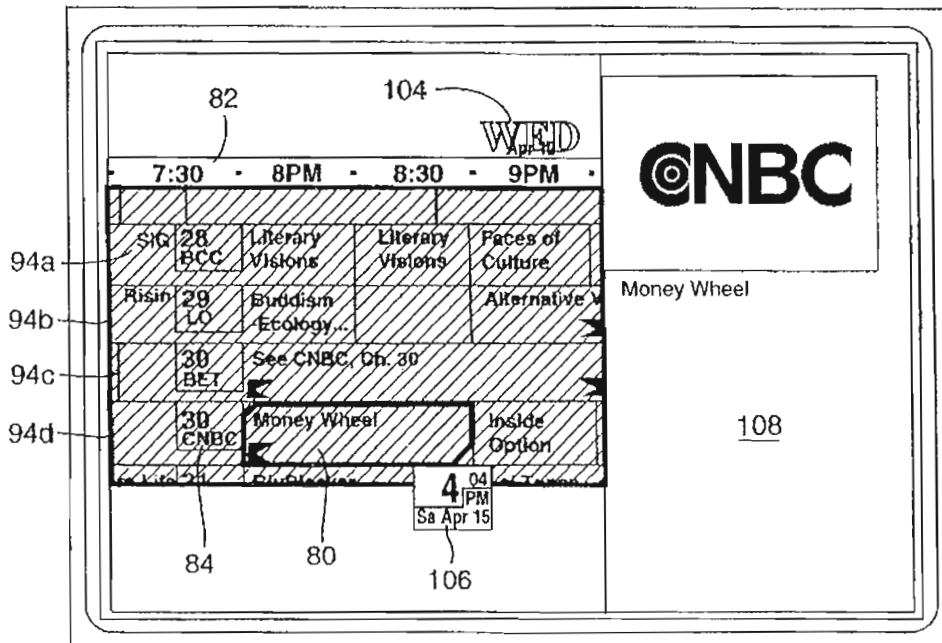 104
82
WED
7:30 - 8PM - 8:30 - 9PM
CNBC
94a
SIG 28 BCC Literary Visions Literary Visions Faces of Culture
Money Wheel
94b
Risin 29 LO Buddism -Ecology... Alternative V
94c
30 BET See CNBC, Ch. 30
94d
30 CNBC Money Wheel Inside Option
108
4 04 PM
Sa Apr 15
84
80
106